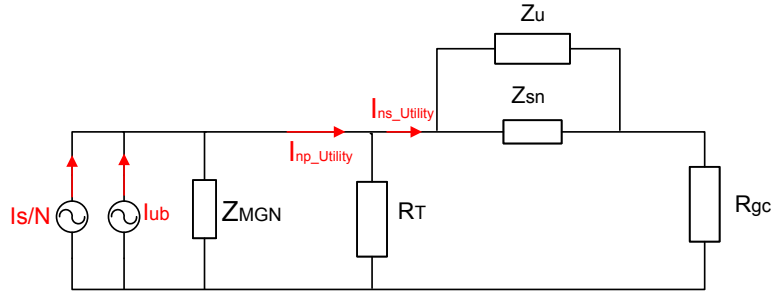 Zu
Zsn
Ins_Utility
Inp_Utility
Is/N
Iub
ZMGN
RT
Rgc